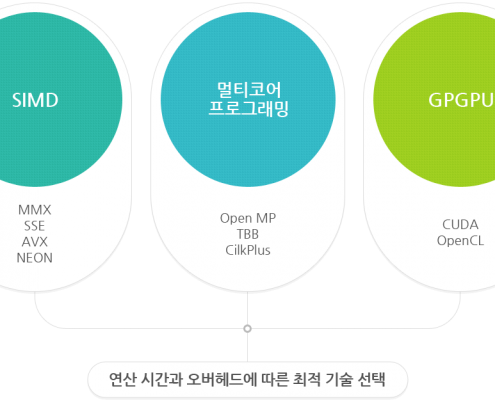 SIMD
MMX
SSE
AVX
NEON
멀티코어
프로그래밍
Open MP
TBB
CilkPlus
GPGPU
CUDA
OpenCL
연산 시간과 오버헤드에 따른 최적 기술 선택